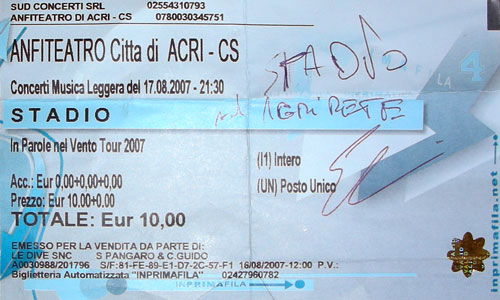 SUD CONCERTI SRL 02554310793
ANFITEATRO DI ACRI - CS 0780030345751
ANFITEATRO Citta di ACRI - CS
Concerti Musica Leggera del 17.08.2007 - 21:30
STADIO
STADIO
In Parole nel Vento Tour 2007
(I1) Intero
Acc.: Eur 0,00+0,00+0,00
(UN) Posto Unico
Prezzo: Eur 10.00+0.00
TOTALE: Eur 10,00
EMESSO PER LA VENDITA DA PARTE DI:
LE DIVE SNC S PANGARO & C.GUIDO
A0030988/201796 S/F:81-FE-89-E1-D7-2C-57-F1 16/08/2007-12:00 P.V.:
Biglietteria Automatizzata "INPRIMAFILA" 02427960782
INPRIMAFILA
inprimafila.net